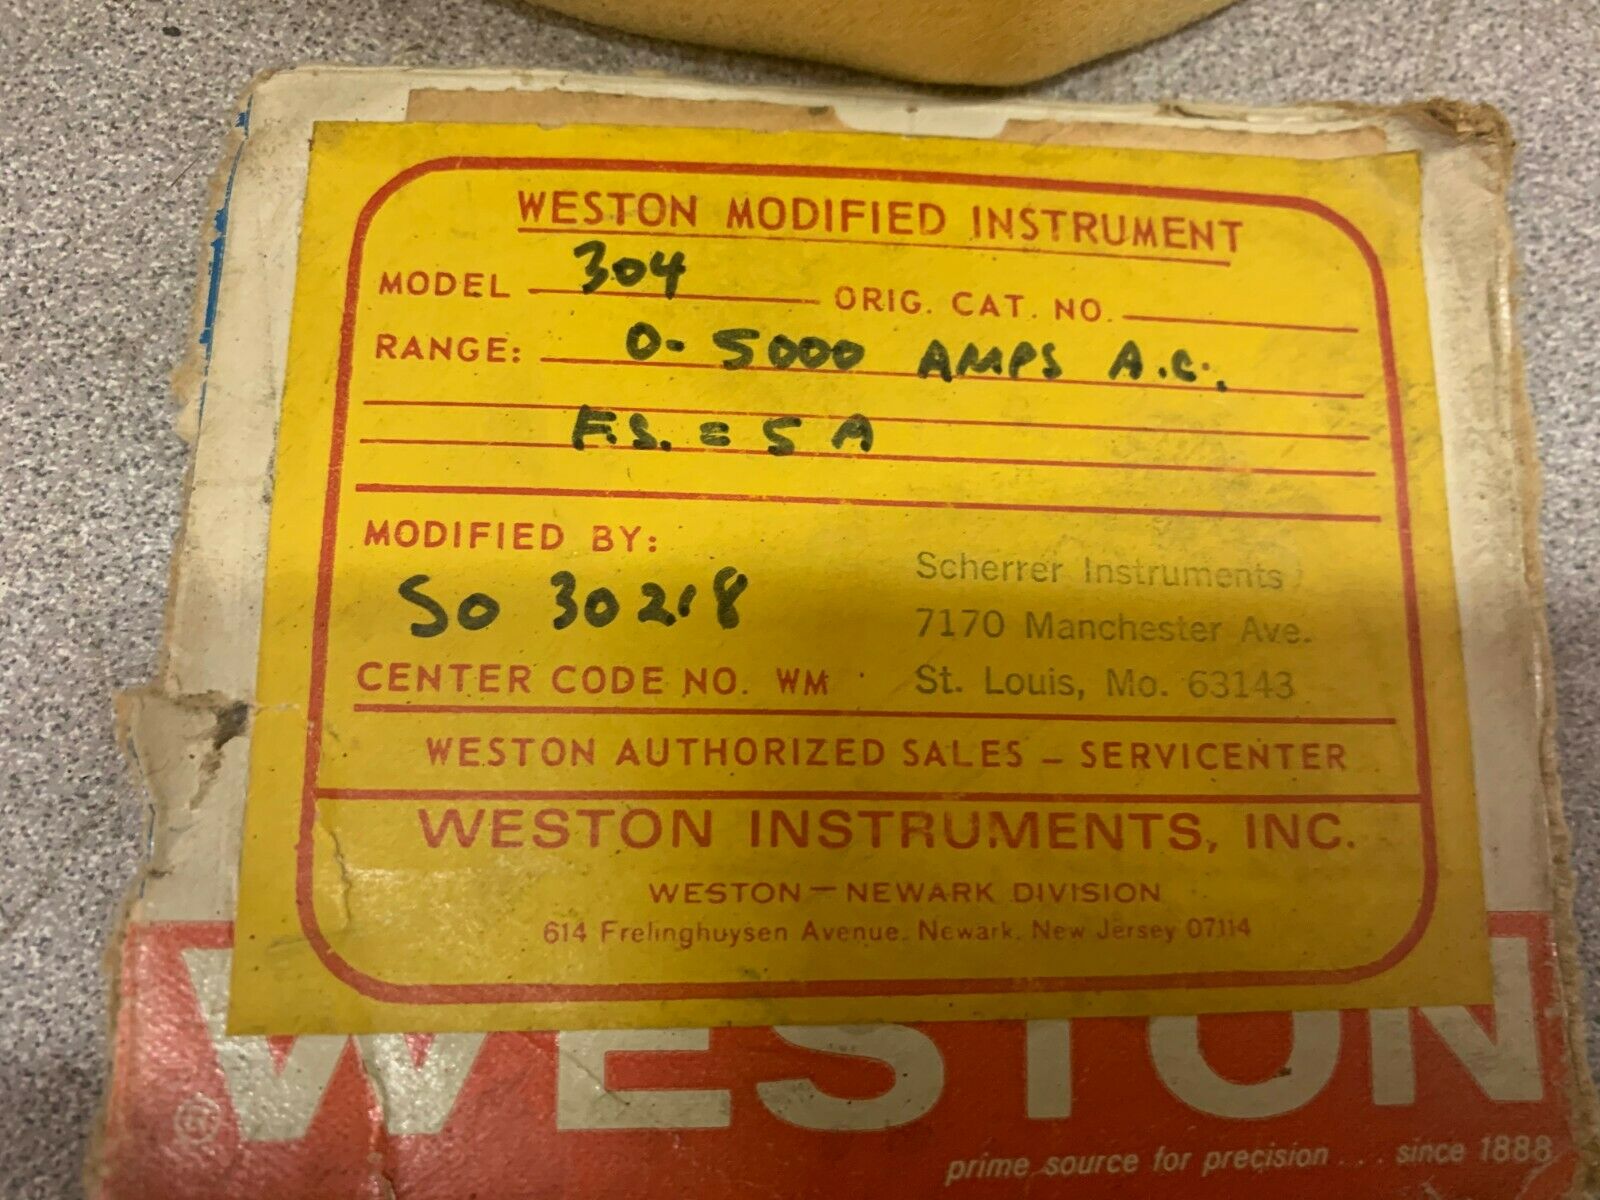 WESTON MODIFIED INSTRUMENT
MODEL 304 ORIG. CAT. NO.
RANGE: 0-5000 AMPS A.C.
F.S. = 5A
MODIFIED BY:
SO 30218
Scherrer Instruments
7170 Manchester Ave.
CENTER CODE NO. WM St. Louis, Mo. 63143
WESTON AUTHORIZED SALES - SERVICENTER
WESTON INSTRUMENTS, INC.
WESTON - NEWARK DIVISION
614 Frelinghuysen Avenue, Newark, New Jersey 07114
WESTON
®
prime source for precision . . . since 1888